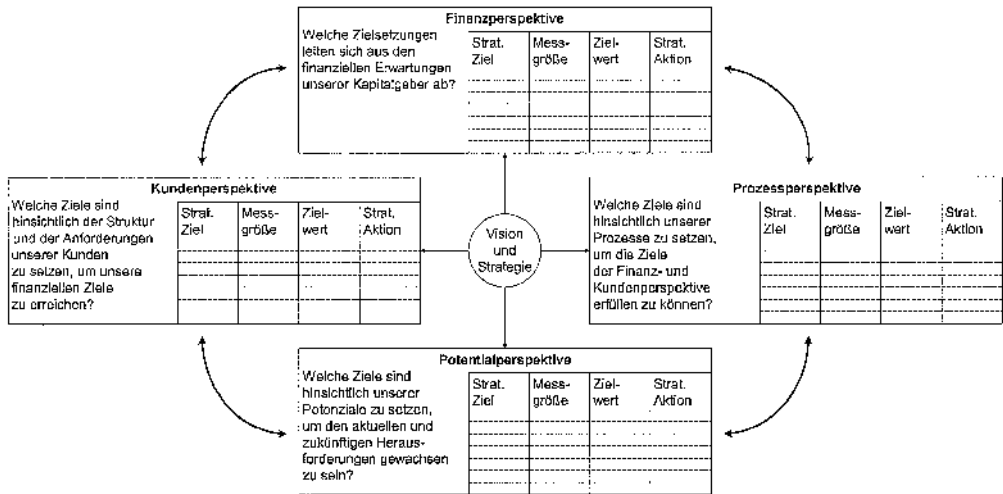 Finanzperspektive
Welche Zielsetzungen
leiten sich aus den
finanziellen Erwartungen
unserer Kapitalgeber ab?
Strat. Ziel
Mess-größe
Ziel-wert
Strat. Aktion
Kundenperspektive
Welche Ziele sind
hinsichtlich der Struktur
und der Anforderungen
unserer Kunden
zu setzen, um unsere
finanziellen Ziele
zu erreichen?
Strat. Ziel
Mess-größe
Ziel-wert
Strat. Aktion
Vision
und
Strategie
Prozessperspektive
Welche Ziele sind
hinsichtlich unserer
Prozesse zu setzen,
um die Ziele
der Finanz- und
Kundenperspektive
erfüllen zu können?
Strat. Ziel
Mess-größe
Ziel-wert
Strat. Aktion
Potentialperspektive
Welche Ziele sind
hinsichtlich unserer
Potenziale zu setzen,
um den aktuellen und
zukünftigen Heraus-
forderungen gewachsen
zu sein?
Strat. Ziel
Mess-größe
Ziel-wert
Strat. Aktion